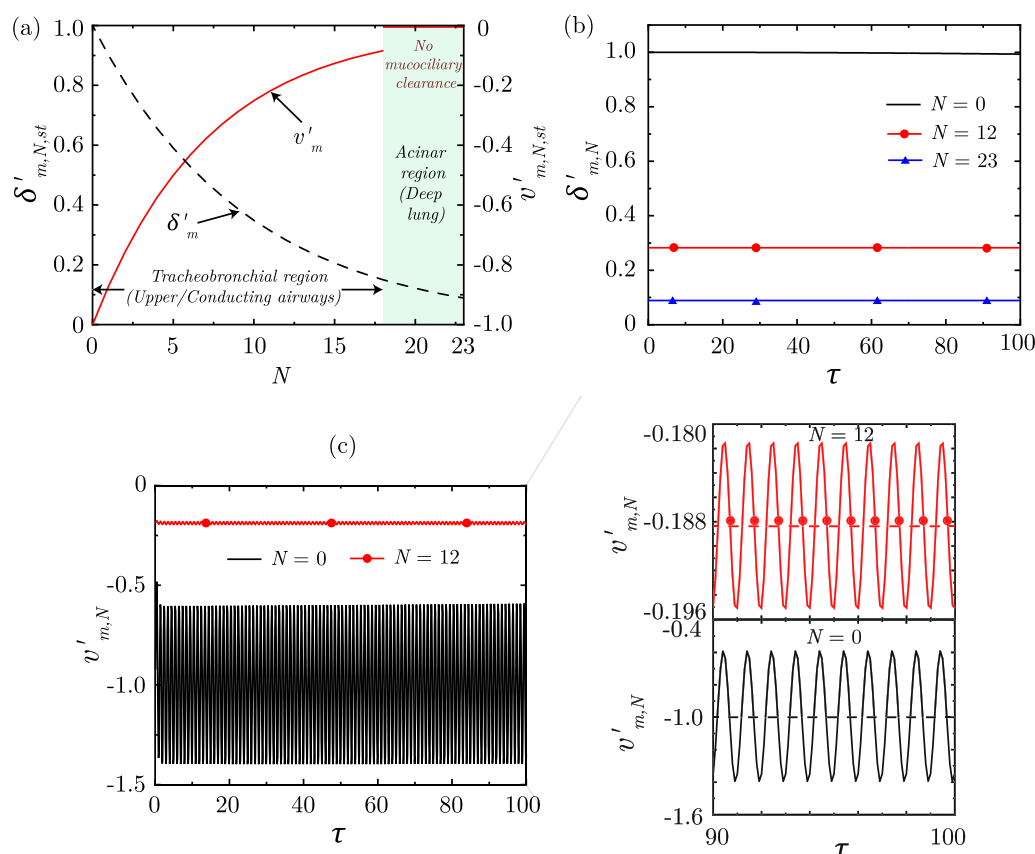 (a)
1.0
0.8
0.6
0.4
0.2
0
δ′m,N,st
0
-0.2
-0.4
-0.6
-0.8
-1.0
v′m,N,st
No
mucociliary
clearance
v′m
Acinar
region
(Deep
lung)
δ′m
Tracheobronchial region
(Upper/Conducting airways)
0 5 10 15 20 23
N
(b)
1.0
0.8
0.6
0.4
0.2
0
δ′m,N
N = 0
N = 12
N = 23
0 20 40 60 80 100
τ
(c)
0
-0.5
-1.0
-1.5
v′m,N
N = 0 N = 12
0 20 40 60 80 100
τ
-0.180
-0.188
-0.196
v′m,N
N = 12
-0.4
-1.0
-1.6
v′m,N
N = 0
90 100
τ